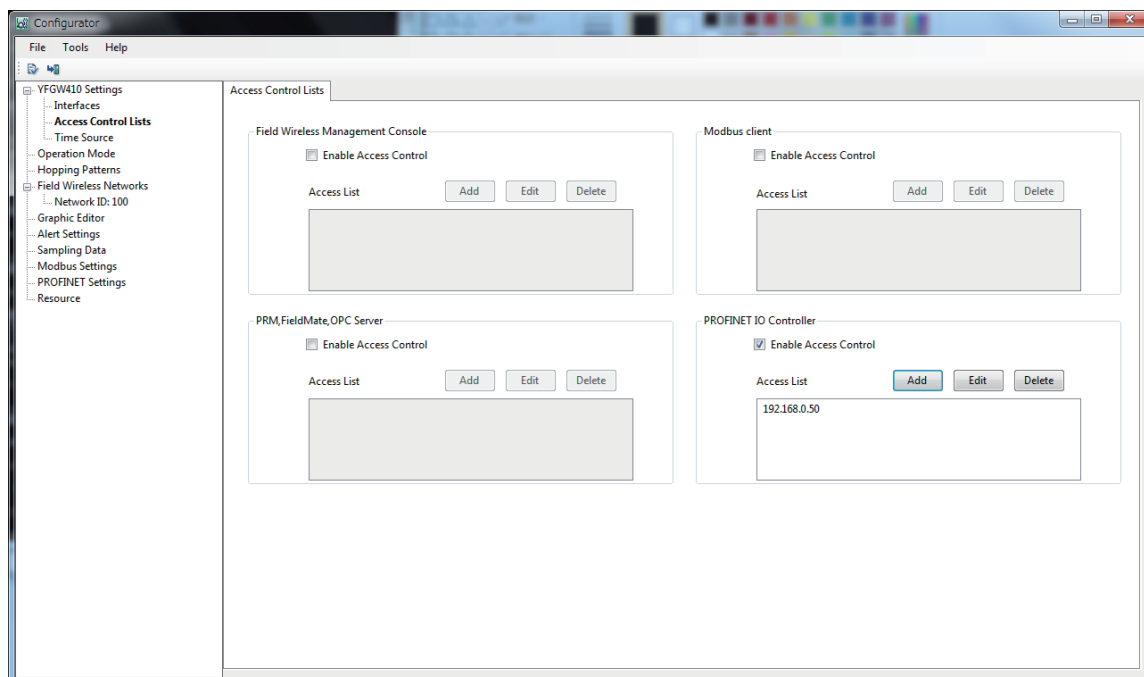 Configurator
File Tools Help
YFGW410 Settings
Interfaces
Access Control Lists
Time Source
Operation Mode
Hopping Patterns
Field Wireless Networks
Network ID: 100
Graphic Editor
Alert Settings
Sampling Data
Modbus Settings
PROFINET Settings
Resource
Access Control Lists
Field Wireless Management Console
Enable Access Control
Access List Add Edit Delete
Modbus client
Enable Access Control
Access List Add Edit Delete
PRM,FieldMate,OPC Server
Enable Access Control
Access List Add Edit Delete
PROFINET IO Controller
Enable Access Control
Access List Add Edit Delete
192.168.0.50